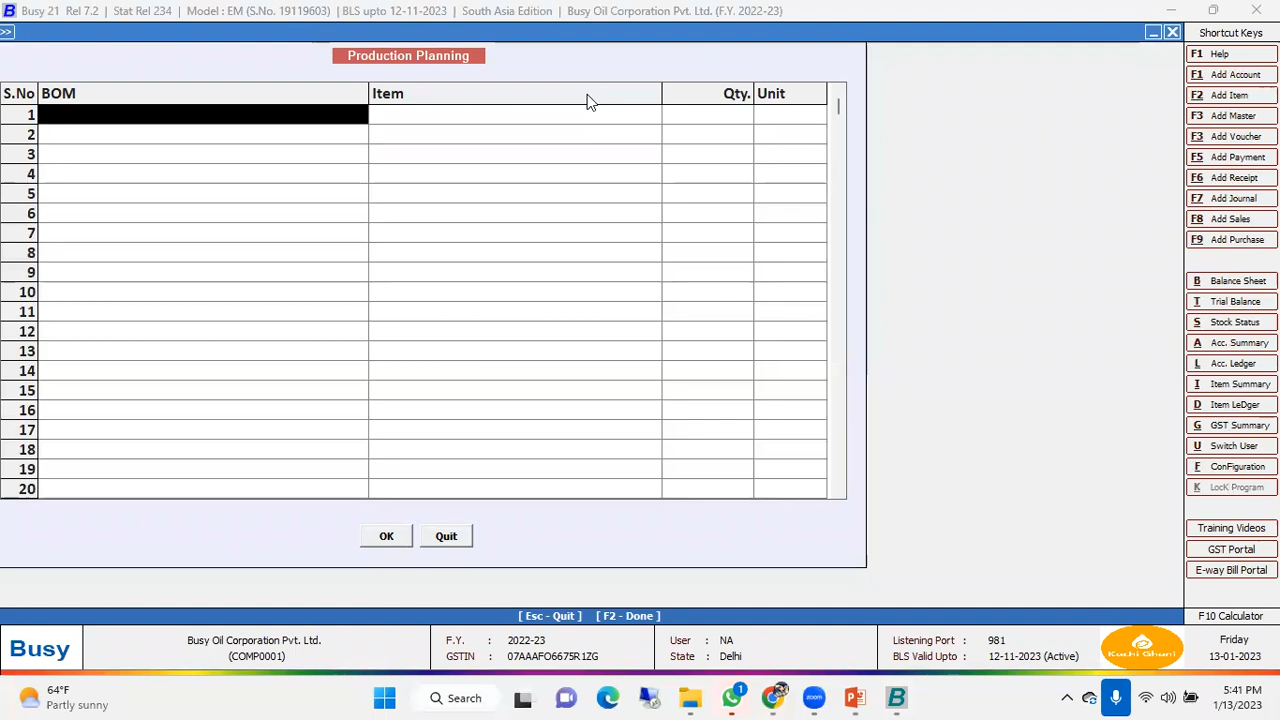 Busy 21 Rel 7.2 | Stat Rel 234 | Model : EM (S.No. 19119603) | BLS upto 12-11-2023 | South Asia Edition | Busy Oil Corporation Pvt. Ltd. (F.Y. 2022-23)
>>
Shortcut Keys
Production Planning
S.No BOM Item Qty. Unit
1
2
3
4
5
6
7
8
9
10
11
12
13
14
15
16
17
18
19
20
OK Quit
F1 Help
F1 Add Account
F2 Add Item
F3 Add Master
F3 Add Voucher
F5 Add Payment
F6 Add Receipt
F7 Add Journal
F8 Add Sales
F9 Add Purchase
B Balance Sheet
T Trial Balance
S Stock Status
A Acc. Summary
L Acc. Ledger
I Item Summary
D Item LeDger
G GST Summary
U Switch User
F ConFiguration
K LocK Program
Training Videos
GST Portal
E-way Bill Portal
[ Esc - Quit ] [ F2 - Done ]
F10 Calculator
Busy
Busy Oil Corporation Pvt. Ltd.
(COMP0001)
F.Y. : 2022-23
GSTIN : 07AAAFO6675R1ZG
User : NA
State : Delhi
Listening Port : 981
BLS Valid Upto : 12-11-2023 (Active)
Kachi Ghani
Friday
13-01-2023
64°F
Partly sunny
Search
1
zoom
5:41 PM
1/13/2023